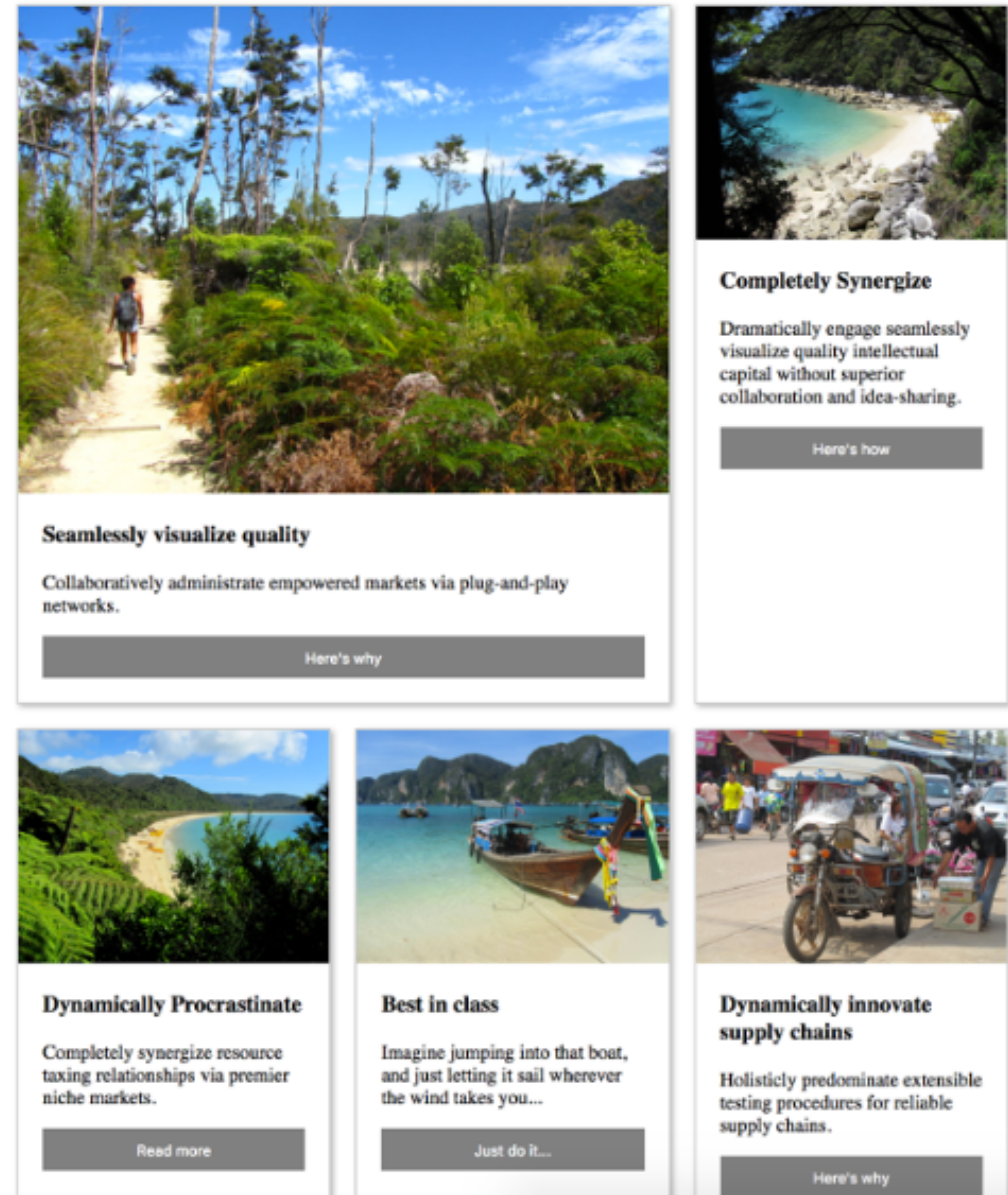 Seamlessly visualize quality
Collaboratively administrate empowered markets via plug-and-play
networks.
Here's why
Completely Synergize
Dramatically engage seamlessly
visualize quality intellectual
capital without superior
collaboration and idea-sharing.
Here's how
Dynamically Procrastinate
Completely synergize resource
taxing relationships via premier
niche markets.
Read more
Best in class
Imagine jumping into that boat,
and just letting it sail wherever
the wind takes you...
Just do it...
Dynamically innovate
supply chains
Holisticly predominate extensible
testing procedures for reliable
supply chains.
Here's why